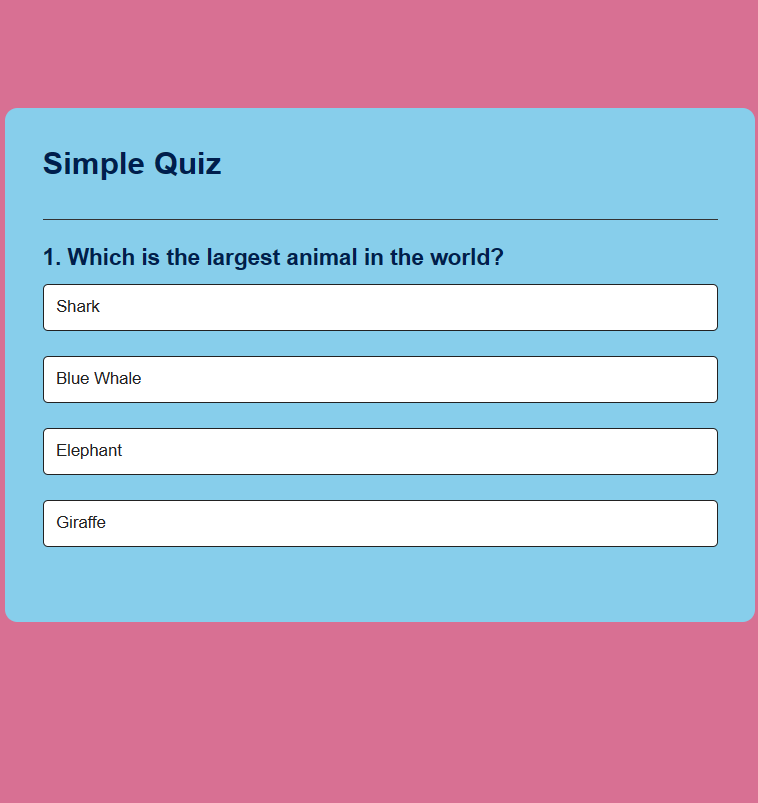 Simple Quiz
1. Which is the largest animal in the world?
Shark
Blue Whale
Elephant
Giraffe